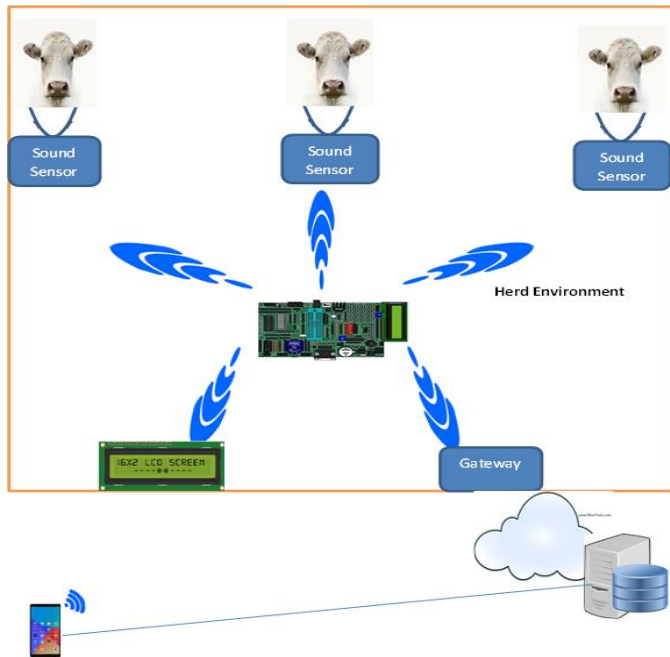 Sound
Sensor
Sound
Sensor
Sound
Sensor
Herd Environment
16X2 LCD SCREEN
Gateway